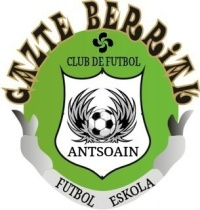 GAZTE BERRIAK
CLUB DE FUTBOL
ANTSOAIN
FUTBOL ESKOLA